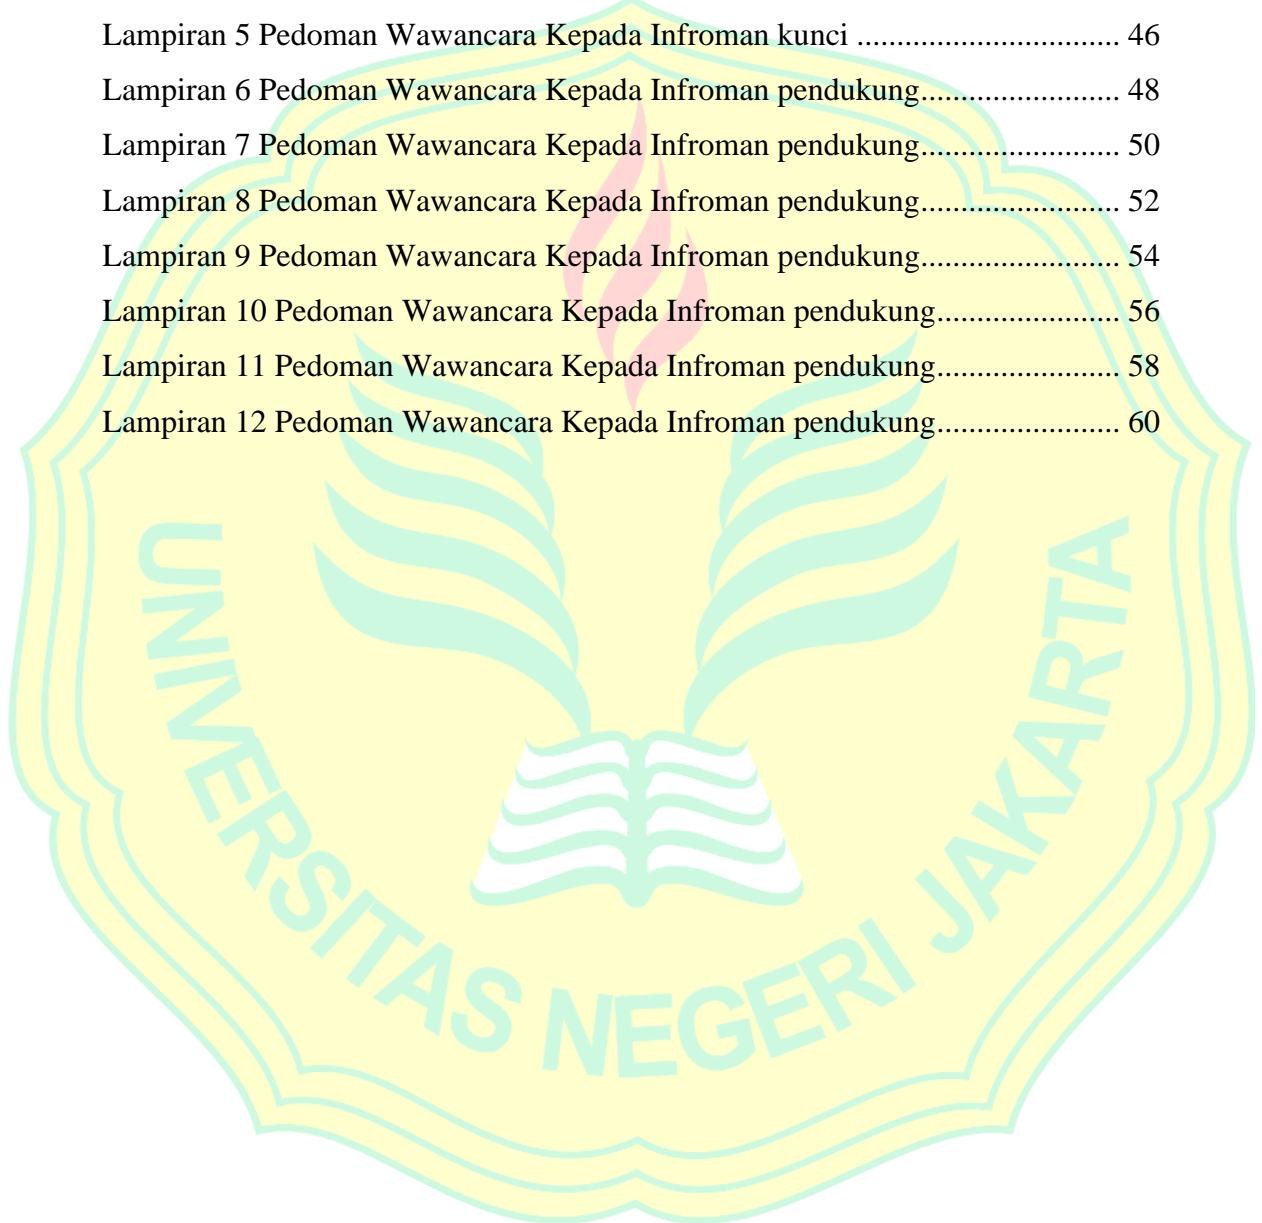 Lampiran 5 Pedoman Wawancara Kepada Infroman kunci ................................ 46
Lampiran 6 Pedoman Wawancara Kepada Infroman pendukung........................ 48
Lampiran 7 Pedoman Wawancara Kepada Infroman pendukung........................ 50
Lampiran 8 Pedoman Wawancara Kepada Infroman pendukung........................ 52
Lampiran 9 Pedoman Wawancara Kepada Infroman pendukung........................ 54
Lampiran 10 Pedoman Wawancara Kepada Infroman pendukung...................... 56
Lampiran 11 Pedoman Wawancara Kepada Infroman pendukung...................... 58
Lampiran 12 Pedoman Wawancara Kepada Infroman pendukung...................... 60
UNIVERSITAS NEGERI JAKARTA